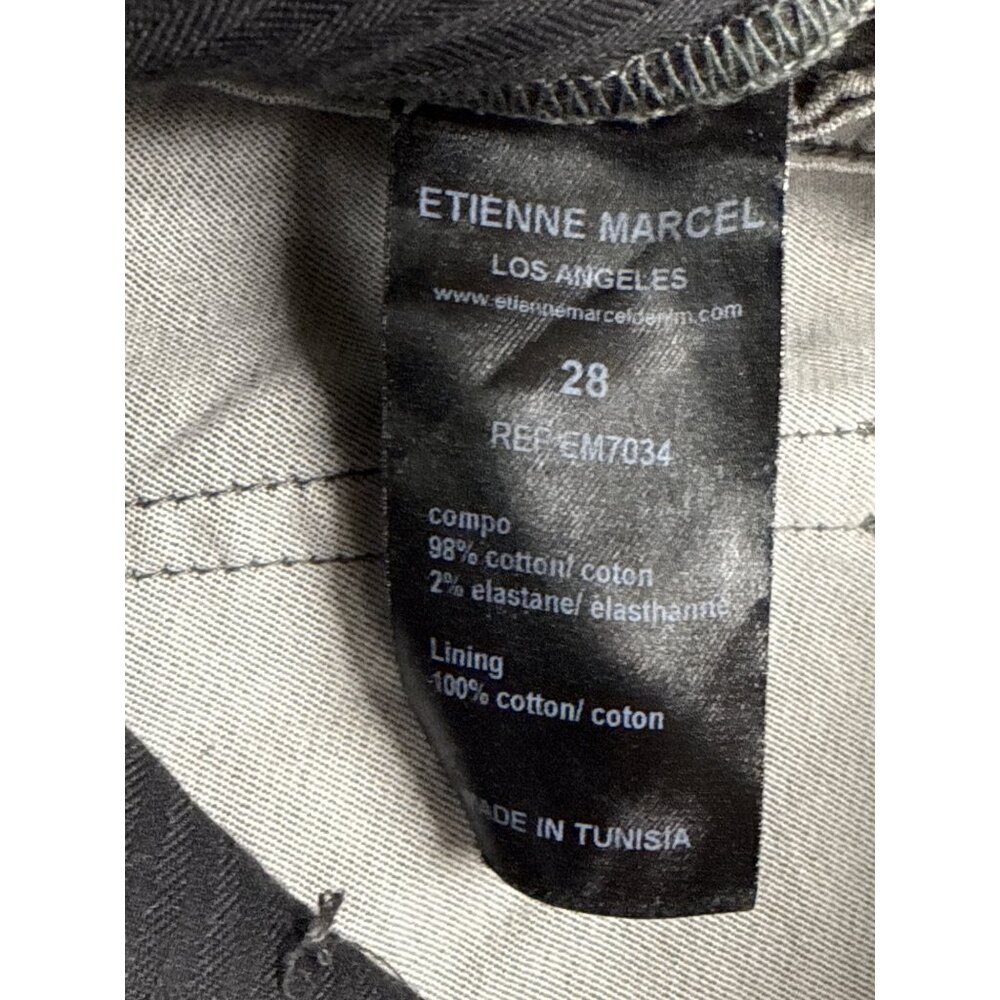 ETIENNE MARCEL
LOS ANGELES
www.etiennemarceldenim.com
28
REF EM7034
compo
98% cotton/ coton
2% elastane/ élasthanne
Lining
100% cotton/ coton
MADE IN TUNISIA